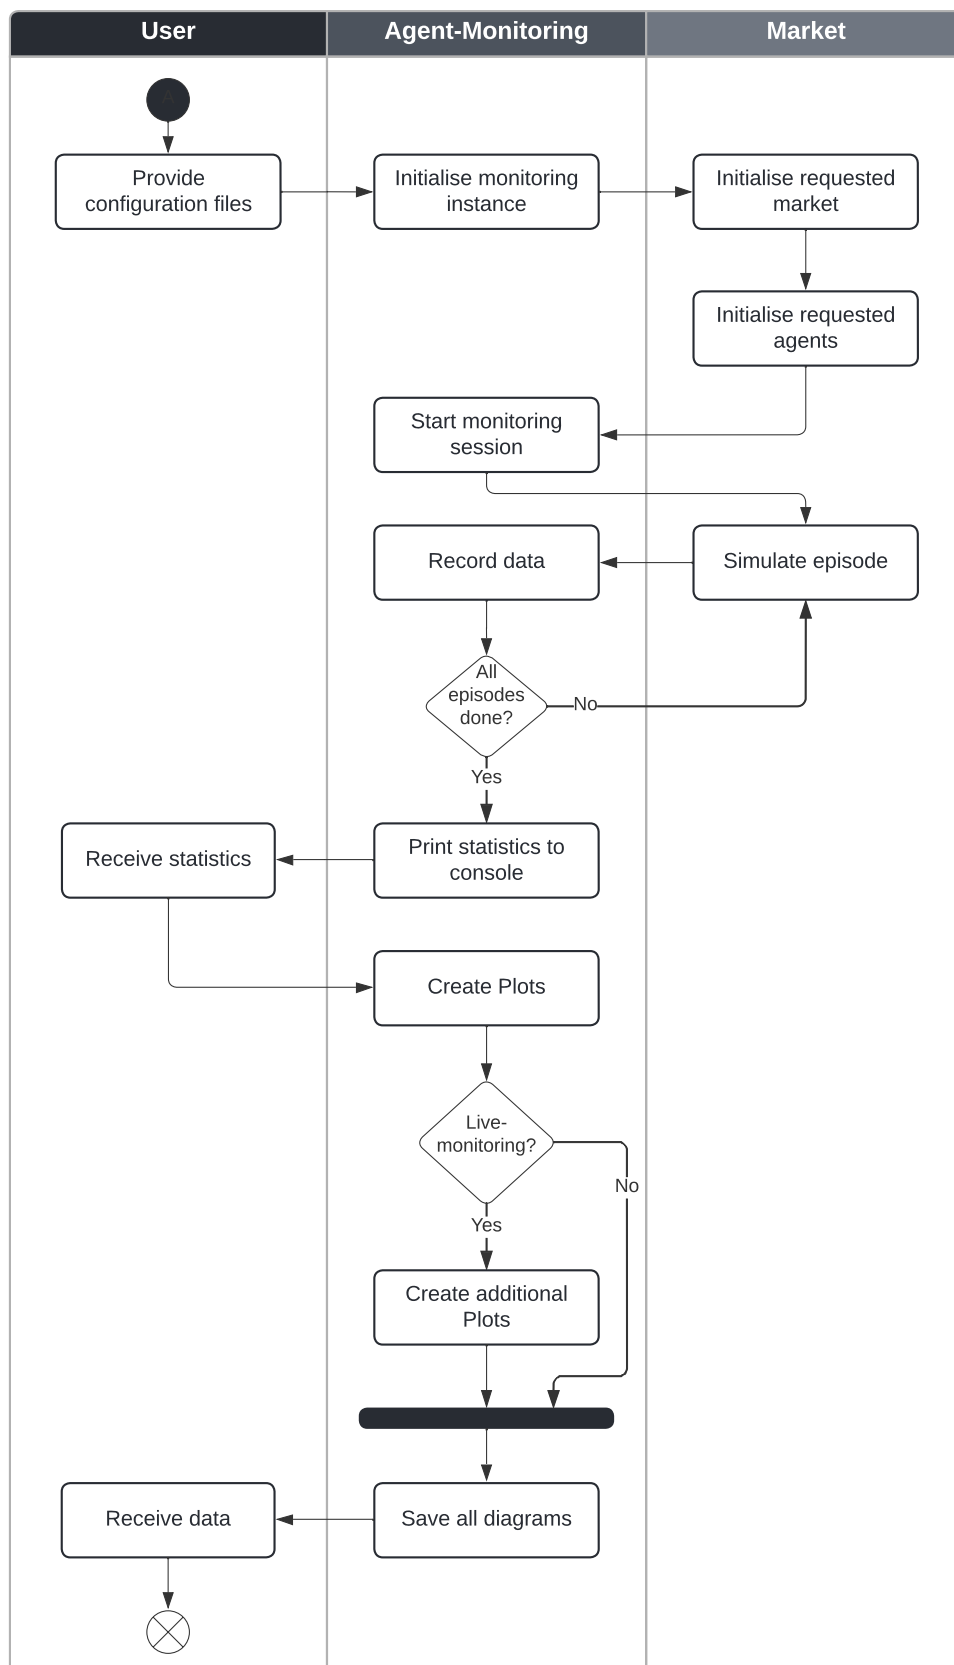 User
Agent-Monitoring
Market
A
Provide
configuration files
Initialise monitoring
instance
Initialise requested
market
Initialise requested
agents
Start monitoring
session
Record data
Simulate episode
All
episodes
done?
No
Yes
Receive statistics
Print statistics to
console
Create Plots
Live-
monitoring?
No
Yes
Create additional
Plots
Receive data
Save all diagrams